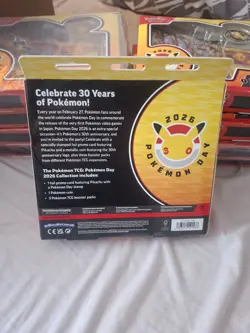 Celebrate 30 Years
of Pokémon!
Every year on February 27, Pokémon fans around
the world celebrate Pokémon Day to commemorate
the release of the very first Pokémon video games
in Japan. Pokémon Day 2026 is an extra special
occasion—it's Pokémon's 30th anniversary, and
you're invited to the party! Celebrate with a
specially stamped foil promo card featuring Pikachu
and a metallic coin featuring the 30th
anniversary logo, plus three booster packs
from different Pokémon TCG expansions.
The Pokémon TCG: Pokémon Day
2026 Collection includes:
• 1 foil promo card featuring Pikachu with
a Pokémon Day stamp
• 1 Pokémon coin
• 3 Pokémon TCG booster packs
2026
30
POKÉMON DAY